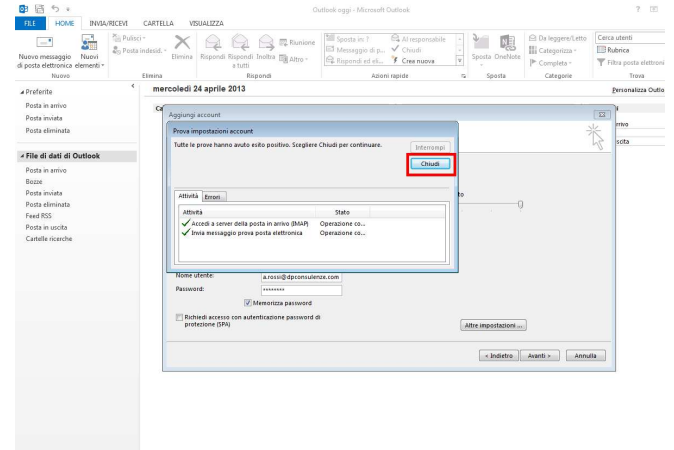 Outlook oggi - Microsoft Outlook
FILE HOME INVIA/RICEVI CARTELLA VISUALIZZA
Nuovo messaggio di posta elettronica
Nuovi elementi
Pulisci
Posta indesid.
Elimina
Rispondi
Rispondi a tutti
Inoltra
Riunione
Altro
Sposta in: ?
Messaggio di p...
Rispondi ed eli...
Al responsabile
Chiudi
Crea nuova
Sposta
OneNote
Da leggere/Letto
Categorizza
Completa
Cerca utenti
Rubrica
Filtra posta elettroni
Nuovo Elimina Rispondi Azioni rapide Sposta Categorie Trova
Preferite
Posta in arrivo
Posta inviata
Posta eliminata
File di dati di Outlook
Posta in arrivo
Bozze
Posta inviata
Posta eliminata
Feed RSS
Posta in uscita
Cartelle ricerche
mercoledì 24 aprile 2013
Personalizza Outlo
Ca
rrivo
scita
Aggiungi account
Prova impostazioni account
Tutte le prove hanno avuto esito positivo. Scegliere Chiudi per continuare.
Interrompi
Chiudi
Attività Errori
Attività Stato
Accedi a server della posta in arrivo (IMAP) Operazione co...
Invia messaggio prova posta elettronica Operazione co...
to
Nome utente: a.rossi@dpconsulenze.com
Password: ********
Memorizza password
Richiedi accesso con autenticazione password di
protezione (SPA)
Altre impostazioni ...
< Indietro Avanti > Annulla